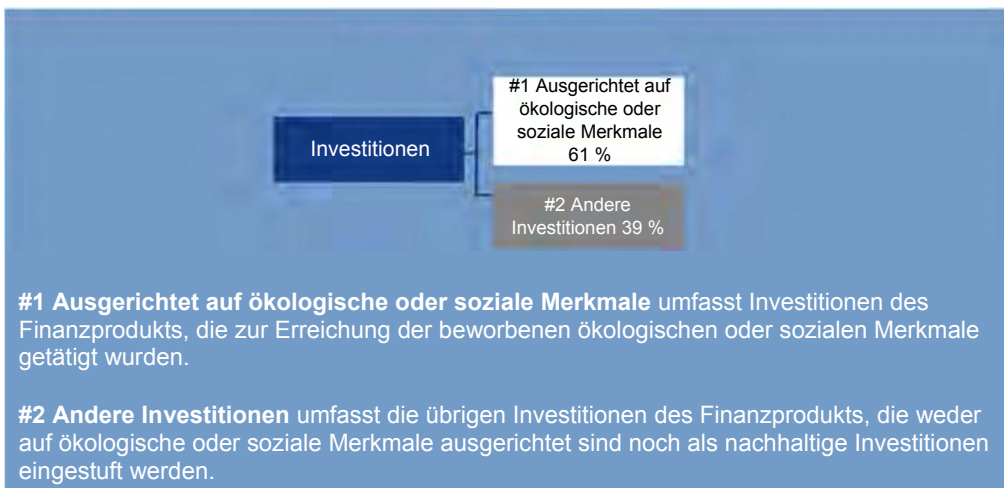 #1 Ausgerichtet auf
ökologische oder
soziale Merkmale
61 %
Investitionen
#2 Andere
Investitionen 39 %
#1 Ausgerichtet auf ökologische oder soziale Merkmale umfasst Investitionen des
Finanzprodukts, die zur Erreichung der beworbenen ökologischen oder sozialen Merkmale
getätigt wurden.
#2 Andere Investitionen umfasst die übrigen Investitionen des Finanzprodukts, die weder
auf ökologische oder soziale Merkmale ausgerichtet sind noch als nachhaltige Investitionen
eingestuft werden.